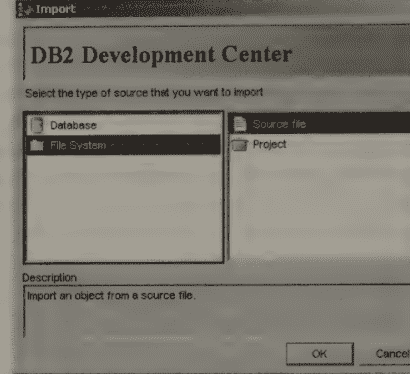 Import
DB2 Development Center
Select the type of source that you want to import
Database
File System
Source file
Project
Description
Import an object from a source file.
OK
Cancel